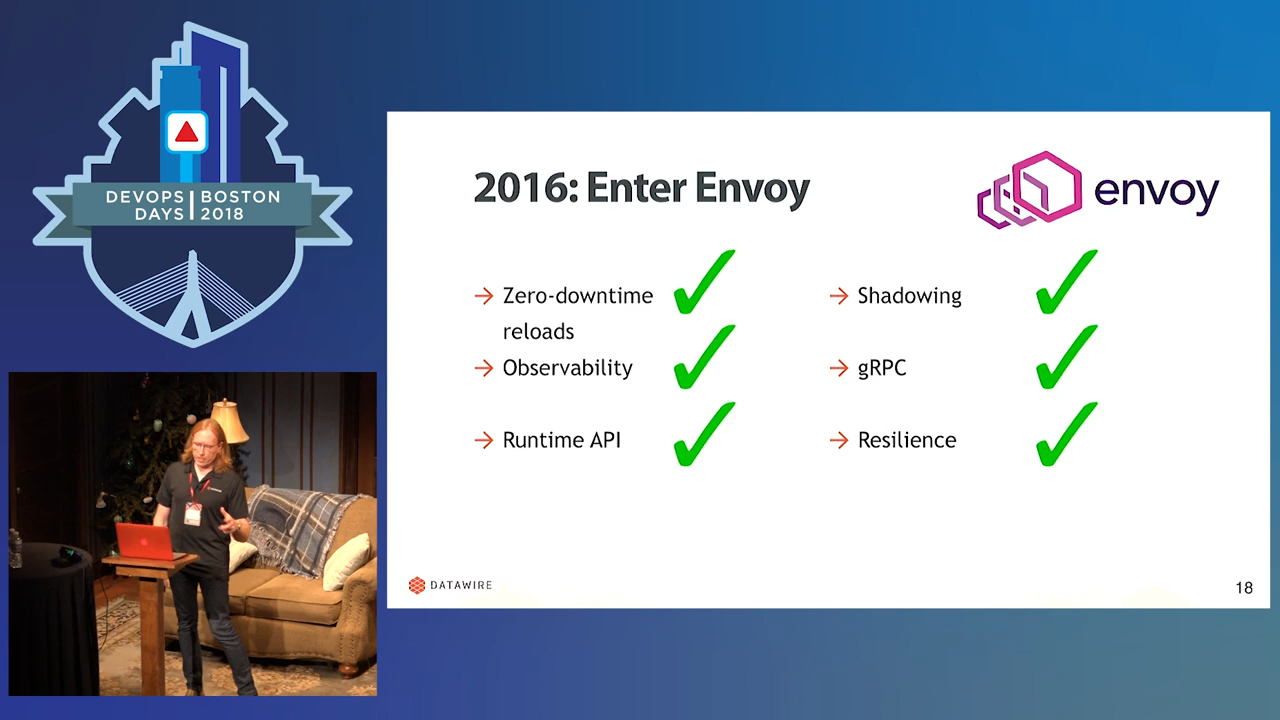 DEVOPS DAYS
BOSTON 2018
2016: Enter Envoy
envoy
→ Zero-downtime
reloads
→ Observability
→ Runtime API
→ Shadowing
→ gRPC
→ Resilience
DATAWIRE
18